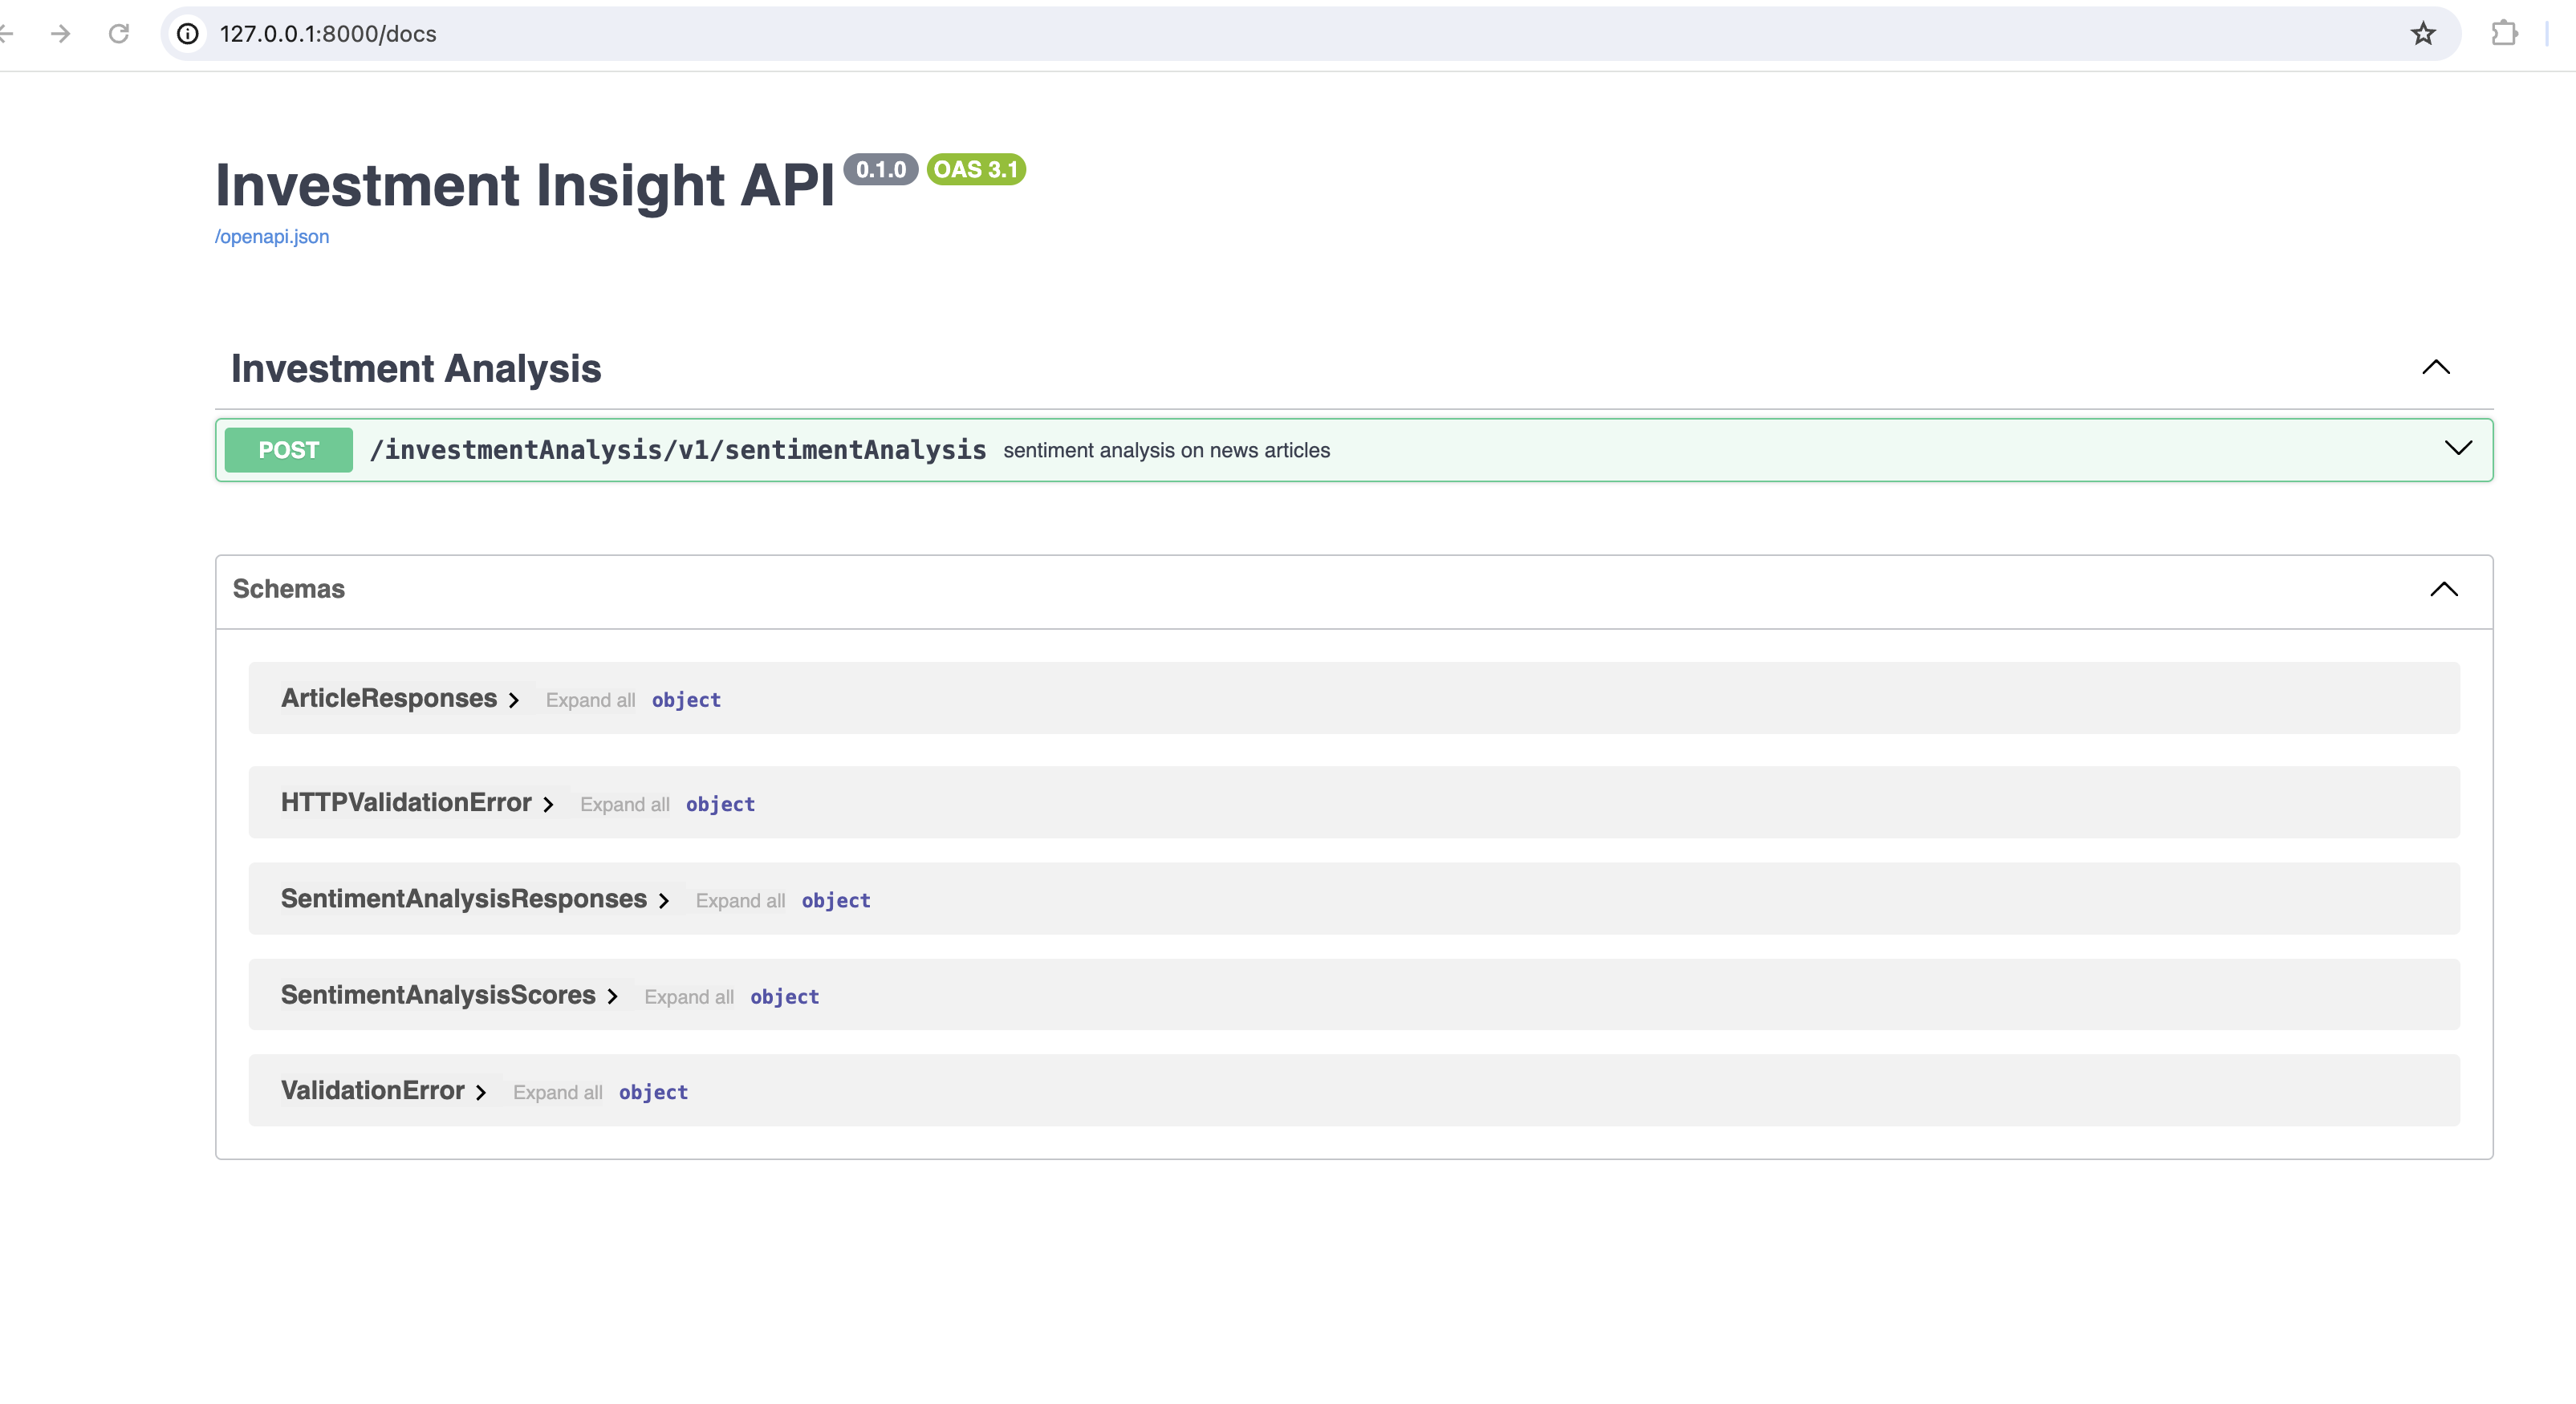 127.0.0.1:8000/docs
Investment Insight API 0.1.0 OAS 3.1
/openapi.json
Investment Analysis
POST /investmentAnalysis/v1/sentimentAnalysis sentiment analysis on news articles
Schemas
ArticleResponses Expand all object
HTTPValidationError Expand all object
SentimentAnalysisResponses Expand all object
SentimentAnalysisScores Expand all object
ValidationError Expand all object